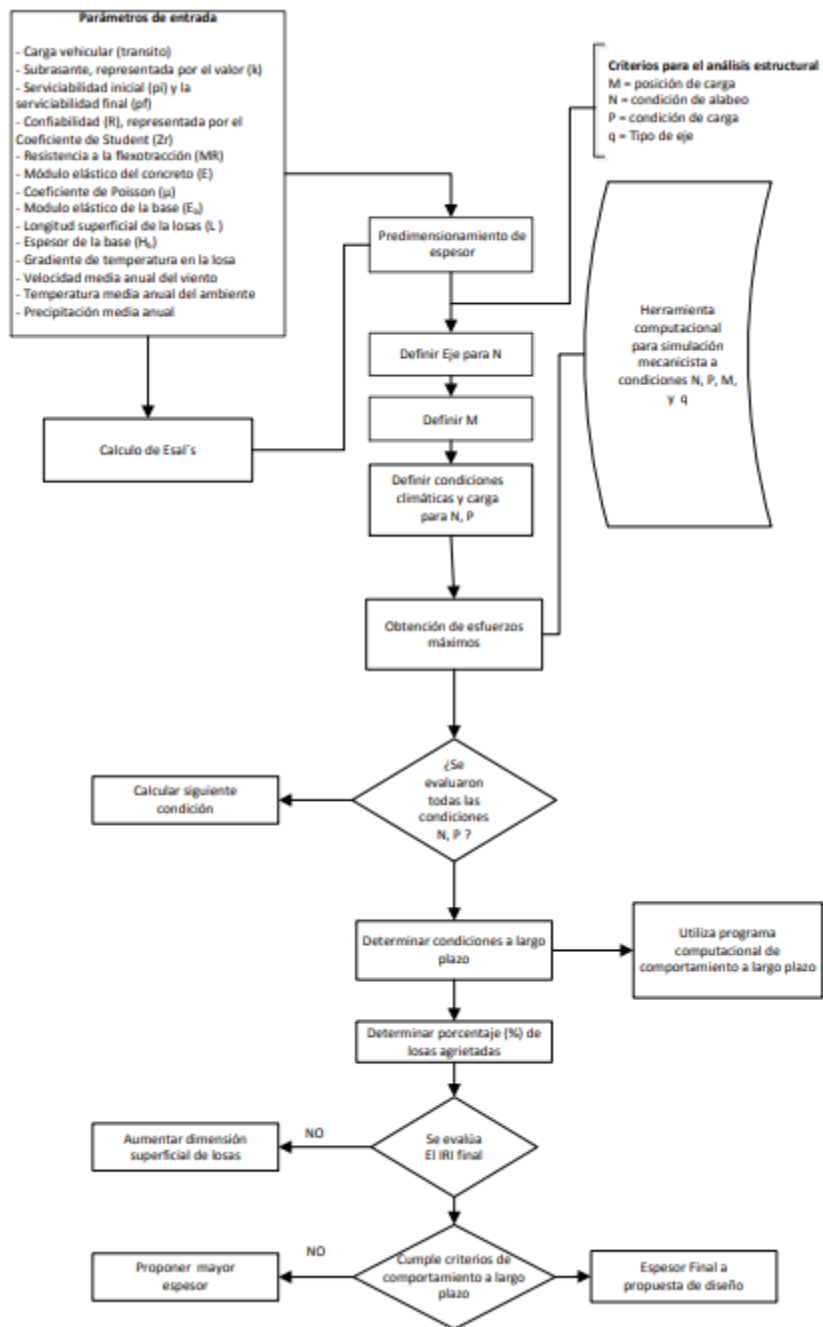 Parámetros de entrada
- Carga vehicular (transito)
- Subrasante, representada por el valor (k)
- Serviciabilidad inicial (pi) y la
serviciabilidad final (pf)
- Confiabilidad (R), representada por el
Coeficiente de Student (Zr)
- Resistencia a la flexotracción (MR)
- Módulo elástico del concreto (E)
- Coeficiente de Poisson (μ)
- Modulo elástico de la base (Eb)
- Longitud superficial de la losas (L )
- Espesor de la base (Hb)
- Gradiente de temperatura en la losa
- Velocidad media anual del viento
- Temperatura media anual del ambiente
- Precipitación media anual
Criterios para el análisis estructural
M = posición de carga
N = condición de alabeo
P = condición de carga
q = Tipo de eje
Predimensionamiento de
espesor
Herramienta
computacional
para simulación
mecanicista a
condiciones N, P, M,
y q
Definir Eje para N
Definir M
Calculo de Esal´s
Definir condiciones
climáticas y carga
para N, P
Obtención de esfuerzos
máximos
¿Se
evaluaron
todas las
condiciones
N, P ?
Calcular siguiente
condición
Determinar condiciones a largo
plazo
Utiliza programa
computacional de
comportamiento a largo plazo
Determinar porcentaje (%) de
losas agrietadas
Se evalúa
El IRI final
NO
Aumentar dimensión
superficial de losas
Cumple criterios de
comportamiento a largo
plazo
NO
Proponer mayor
espesor
Espesor Final a
propuesta de diseño